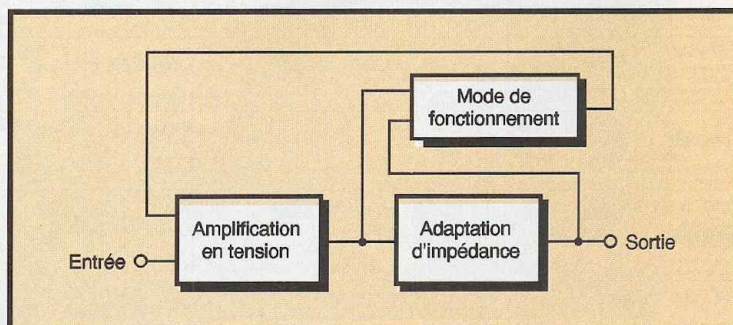 Mode de
fonctionnement
Amplification
en tension
Adaptation
d'impédance
Entrée
Sortie